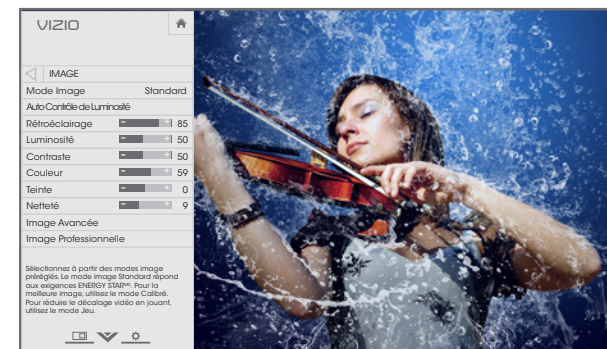 VIZIO
IMAGE
Mode Image Standard
Auto Contrôle de Luminosité
Rétroéclairage - + 85
Luminosité - + 50
Contraste - + 50
Couleur - + 59
Teinte - + 0
Netteté - + 9
Image Avancée
Image Professionnelle
Sélectionnez à partir des modes image
préréglés. Le mode image Standard répond
aux exigences ENERGY STARᴹᴰ. Pour la
meilleure image, utilisez le mode Calibré.
Pour réduire le décalage vidéo en jouant,
utilisez le mode Jeu.